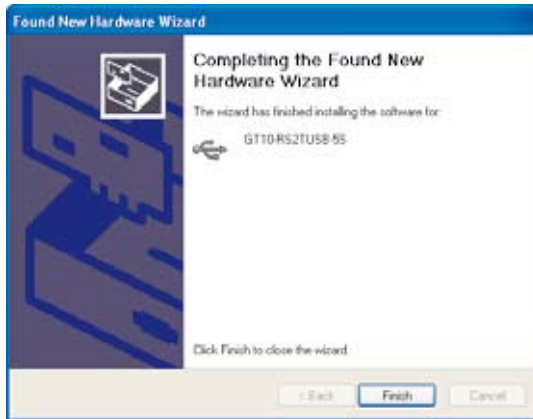 Found New Hardware Wizard
Completing the Found New
Hardware Wizard
The wizard has finished installing the software for:
GT10-RS2TUSB-5S
Click Finish to close the wizard.
< Back
Finish
Cancel